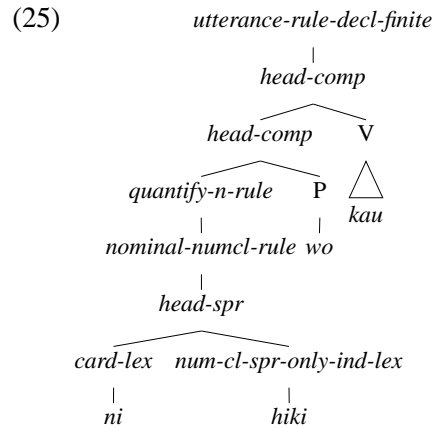 (25) utterance-rule-decl-finite
head-comp
head-comp V
quantify-n-rule P kau
nominal-numcl-rule wo
head-spr
card-lex num-cl-spr-only-ind-lex
ni hiki